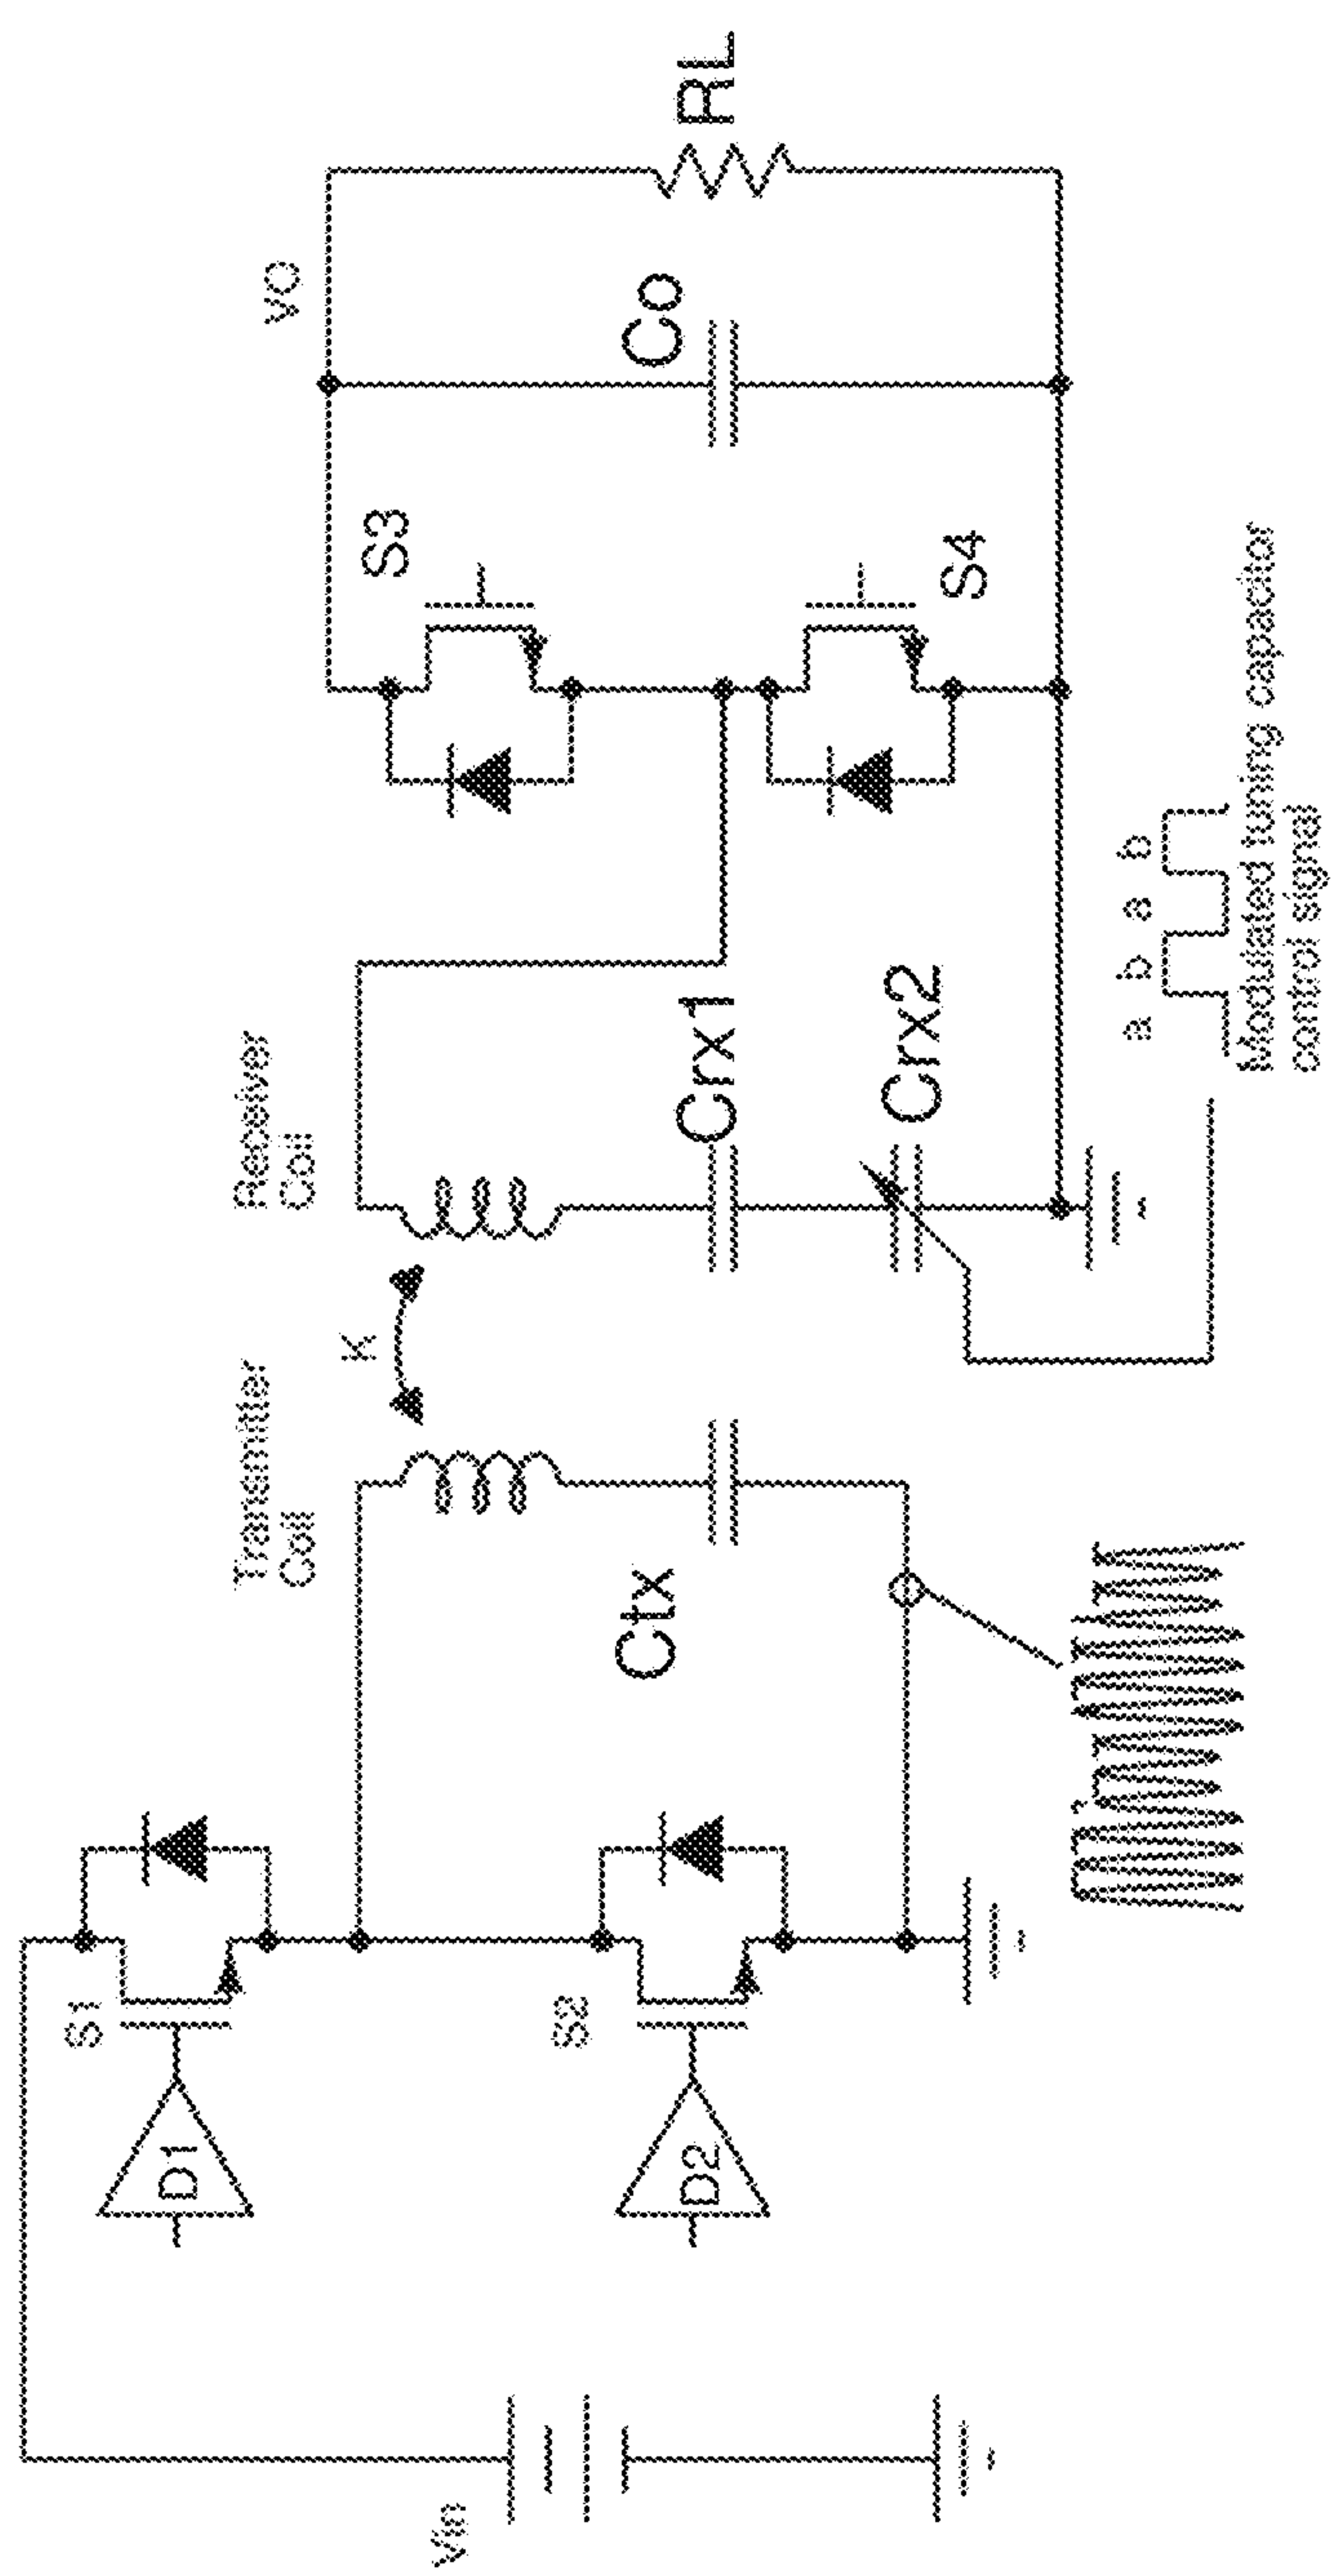 Vin
D1
S1
D2
S2
Ctx
Transmitter
Coil
K
Receiver
Coil
Crx1
Crx2
a b a b
Modulated tuning capacitor
control signal
S3
S4
VO
Co
RL